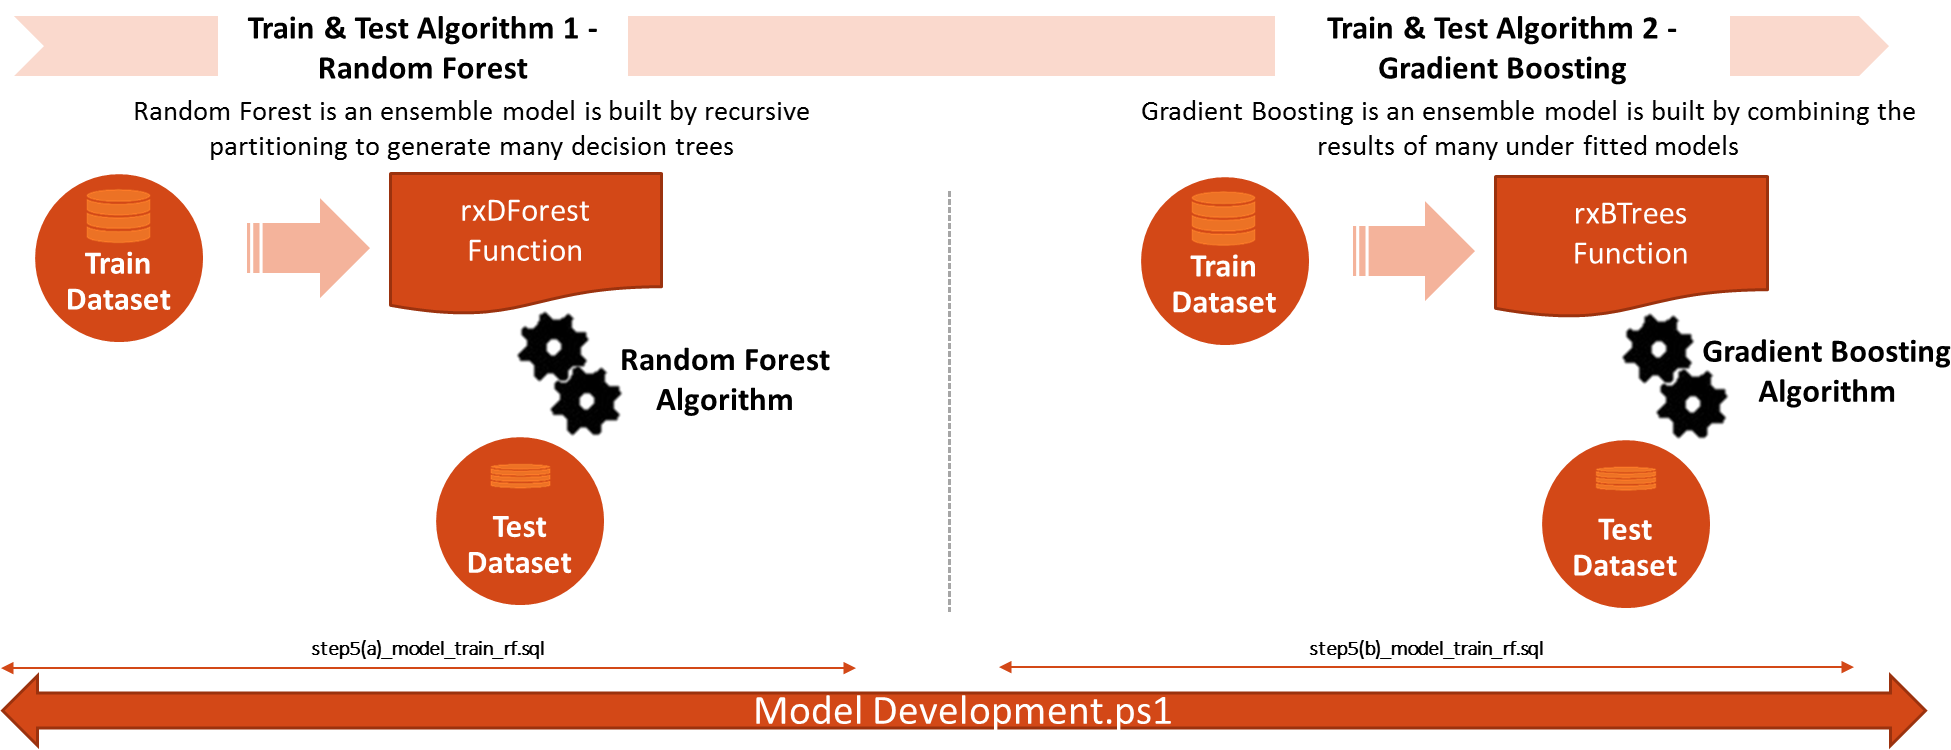 Train & Test Algorithm 1 -
Random Forest
Random Forest is an ensemble model is built by recursive
partitioning to generate many decision trees
Train
Dataset
rxDForest
Function
Random Forest
Algorithm
Test
Dataset
step5(a)_model_train_rf.sql
Train & Test Algorithm 2 -
Gradient Boosting
Gradient Boosting is an ensemble model is built by combining the
results of many under fitted models
Train
Dataset
rxBTrees
Function
Gradient Boosting
Algorithm
Test
Dataset
step5(b)_model_train_rf.sql
Model Development.ps1